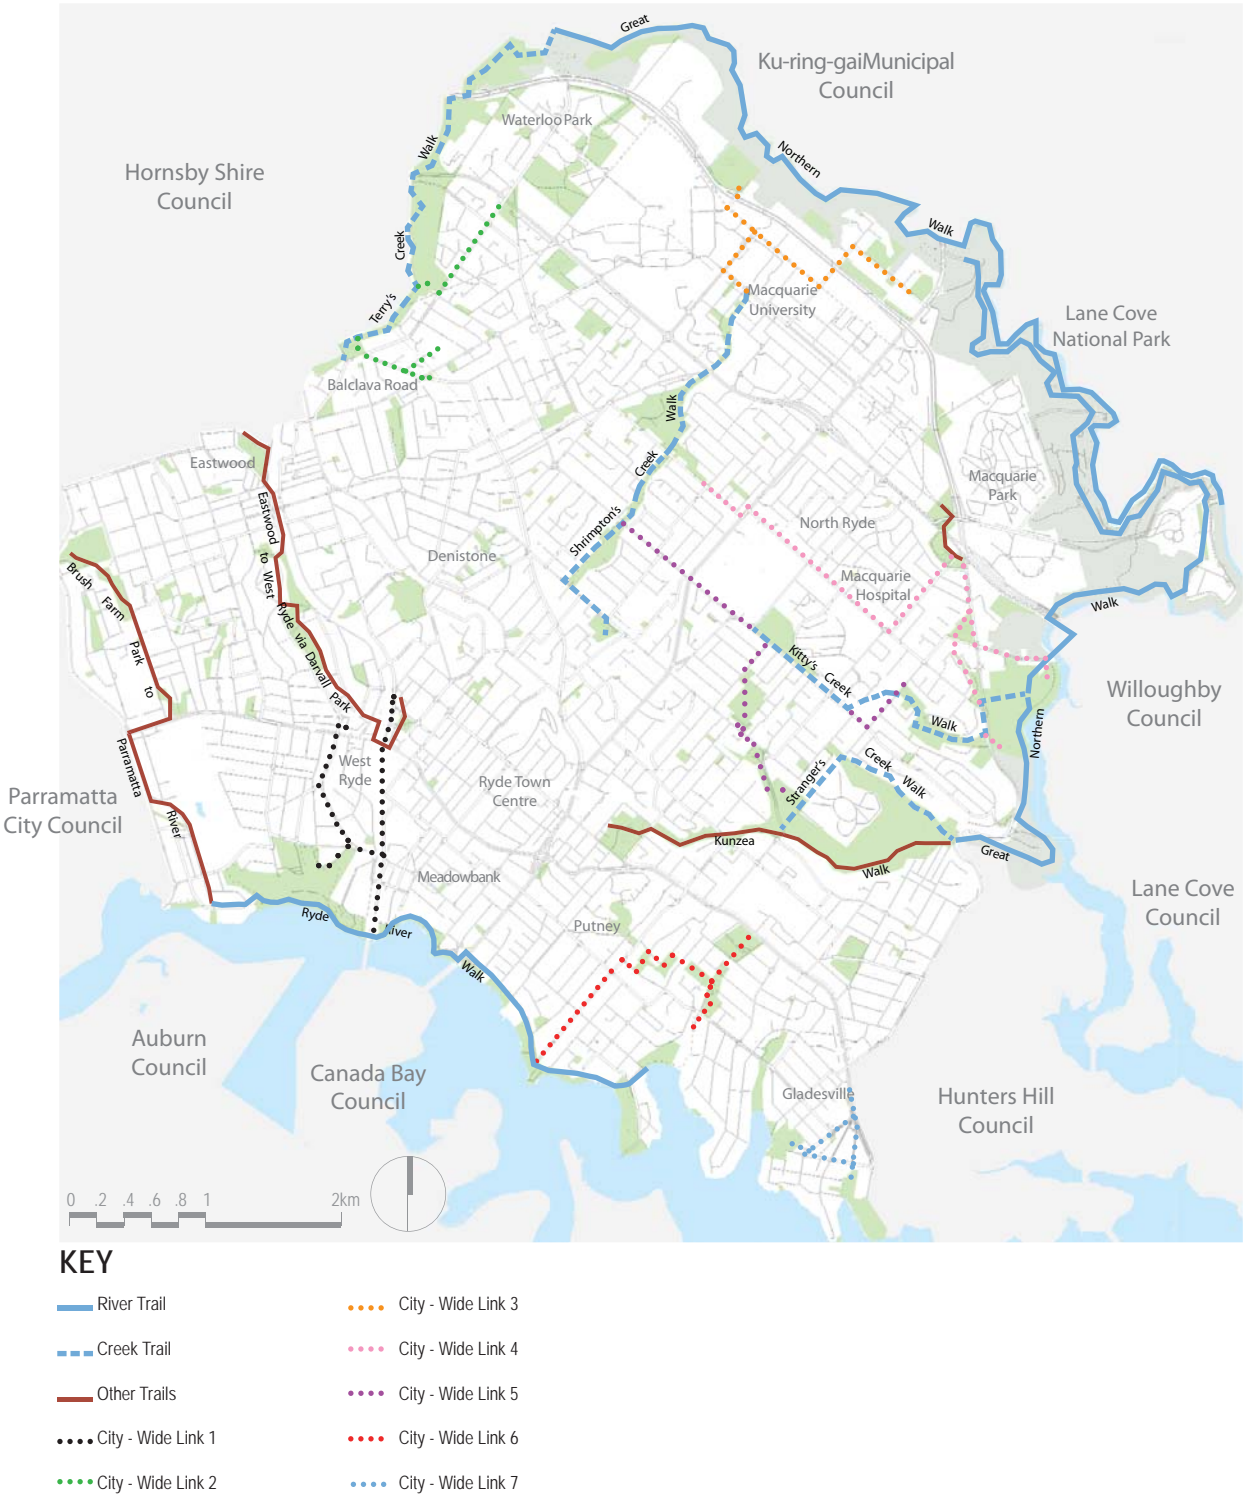 Great
Ku-ring-gaiMunicipal
Council
Waterloo Park
Walk
Northern
Hornsby Shire
Council
Creek
Walk
Terry's
Macquarie
University
Lane Cove
National Park
Balclava Road
Walk
Eastwood
Creek
Macquarie
Park
Eastwood to West Ryde via Darvall Park
Shrimpton's
North Ryde
Denistone
Macquarie
Hospital
Brush Farm Park to Parramatta River
Walk
Kitty's Creek Walk
Willoughby
Council
Northern
West
Ryde
Ryde Town
Centre
Stranger's Creek Walk
Parramatta
City Council
Kunzea
Great
Walk
Meadowbank
Lane Cove
Council
Ryde River Walk
Putney
Auburn
Council
Canada Bay
Council
Gladesville
Hunters Hill
Council
0 .2 .4 .6 .8 1 2km
KEY
River Trail
Creek Trail
Other Trails
City - Wide Link 1
City - Wide Link 2
City - Wide Link 3
City - Wide Link 4
City - Wide Link 5
City - Wide Link 6
City - Wide Link 7